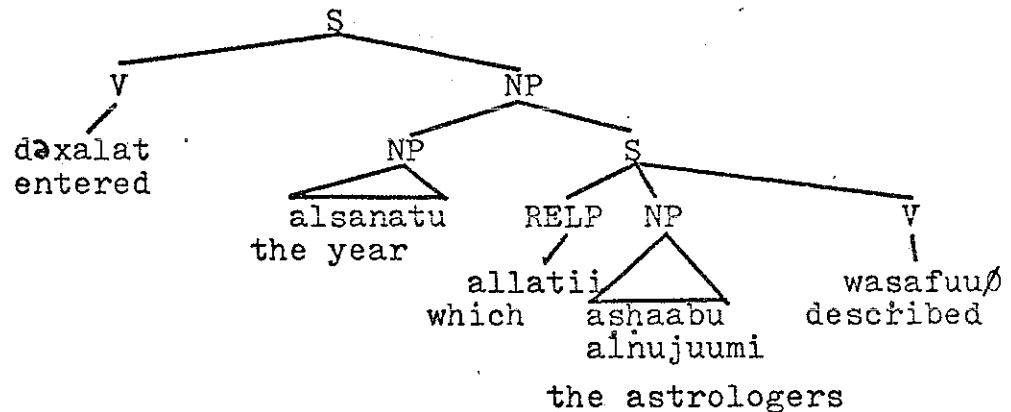 S
V NP
dəxalat NP S
entered
alsanatu RELP NP V
the year
allatii wasafuuØ
which ashaabu described
alnujuumi
the astrologers